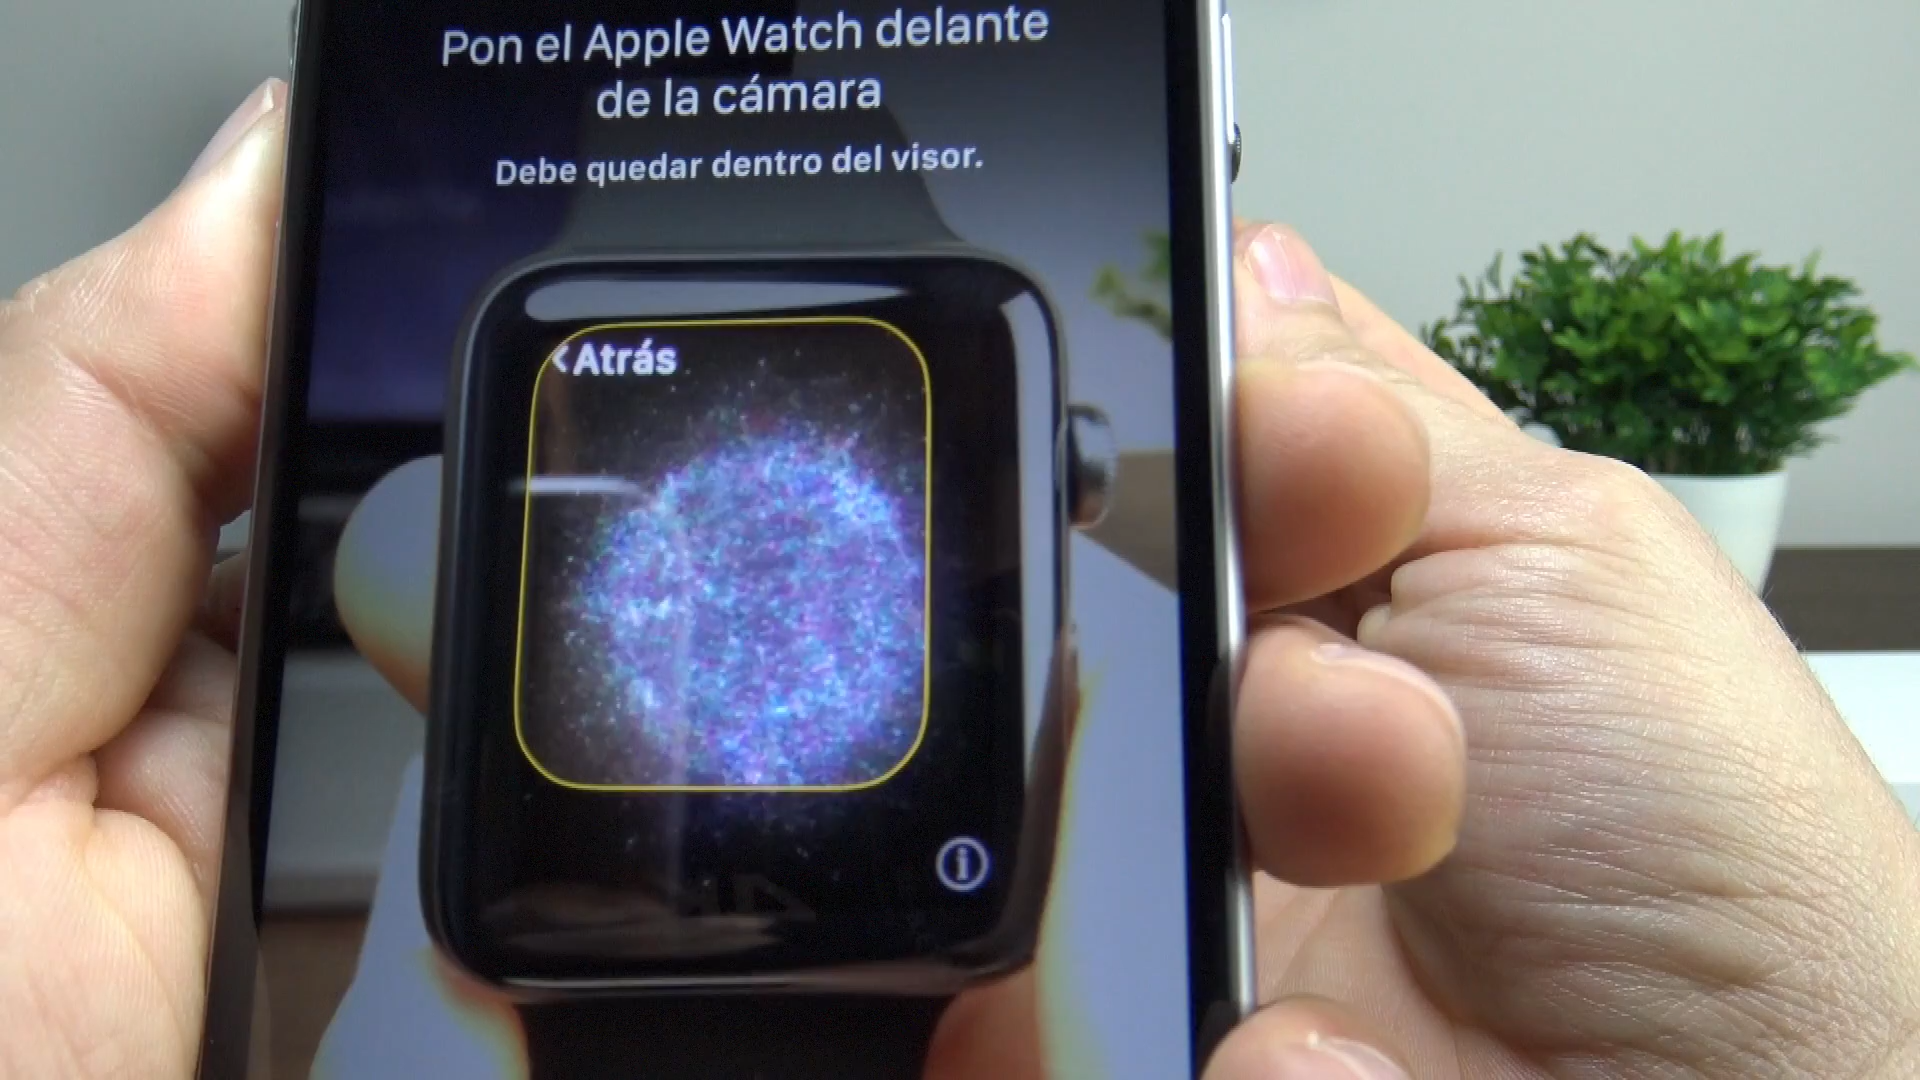 Pon el Apple Watch delante
de la cámara
Debe quedar dentro del visor.
<Atrás
i